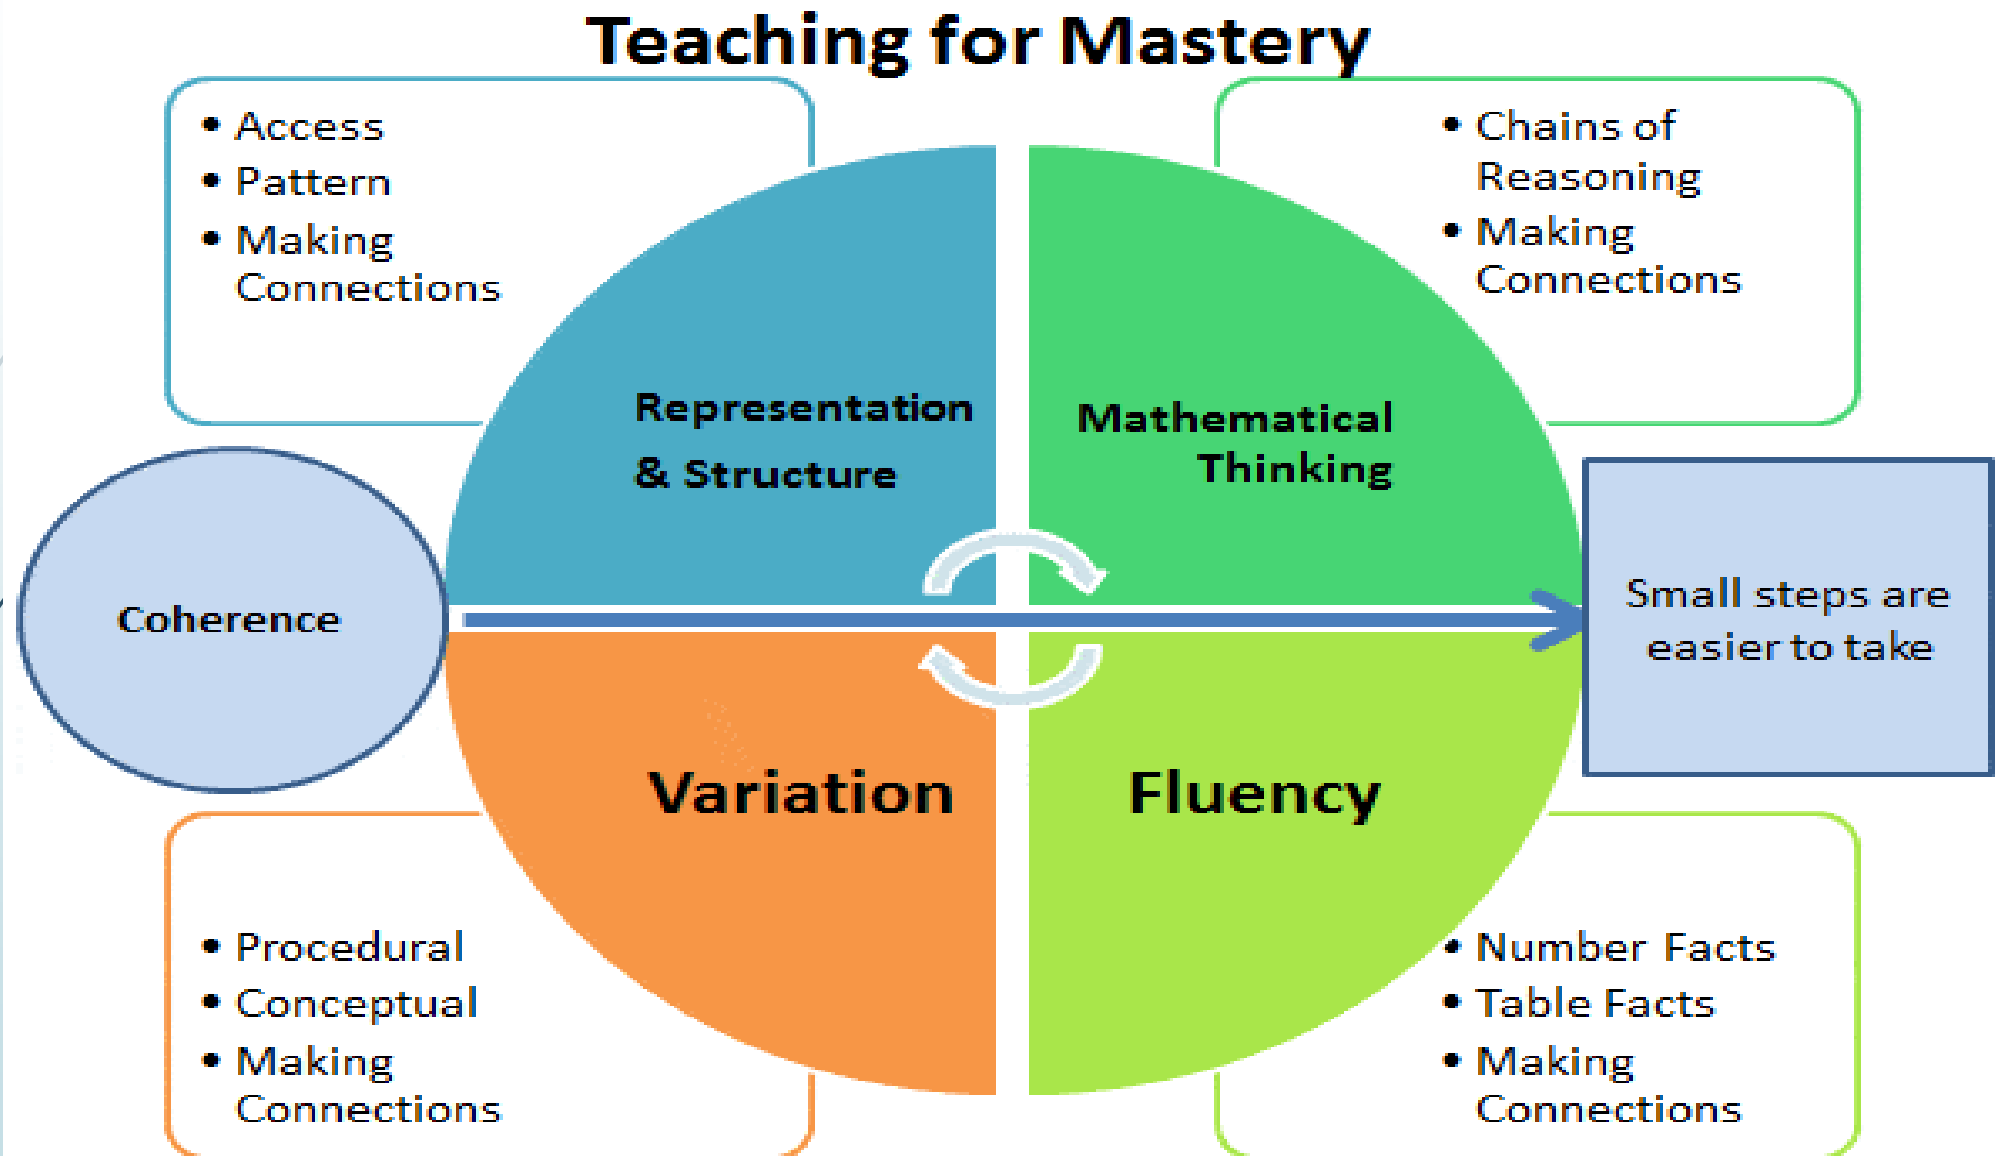 Teaching for Mastery
• Access
• Pattern
• Making
Connections
• Chains of
Reasoning
• Making
Connections
Representation
& Structure
Mathematical
Thinking
Coherence
Small steps are
easier to take
Variation
Fluency
• Procedural
• Conceptual
• Making
Connections
• Number Facts
• Table Facts
• Making
Connections